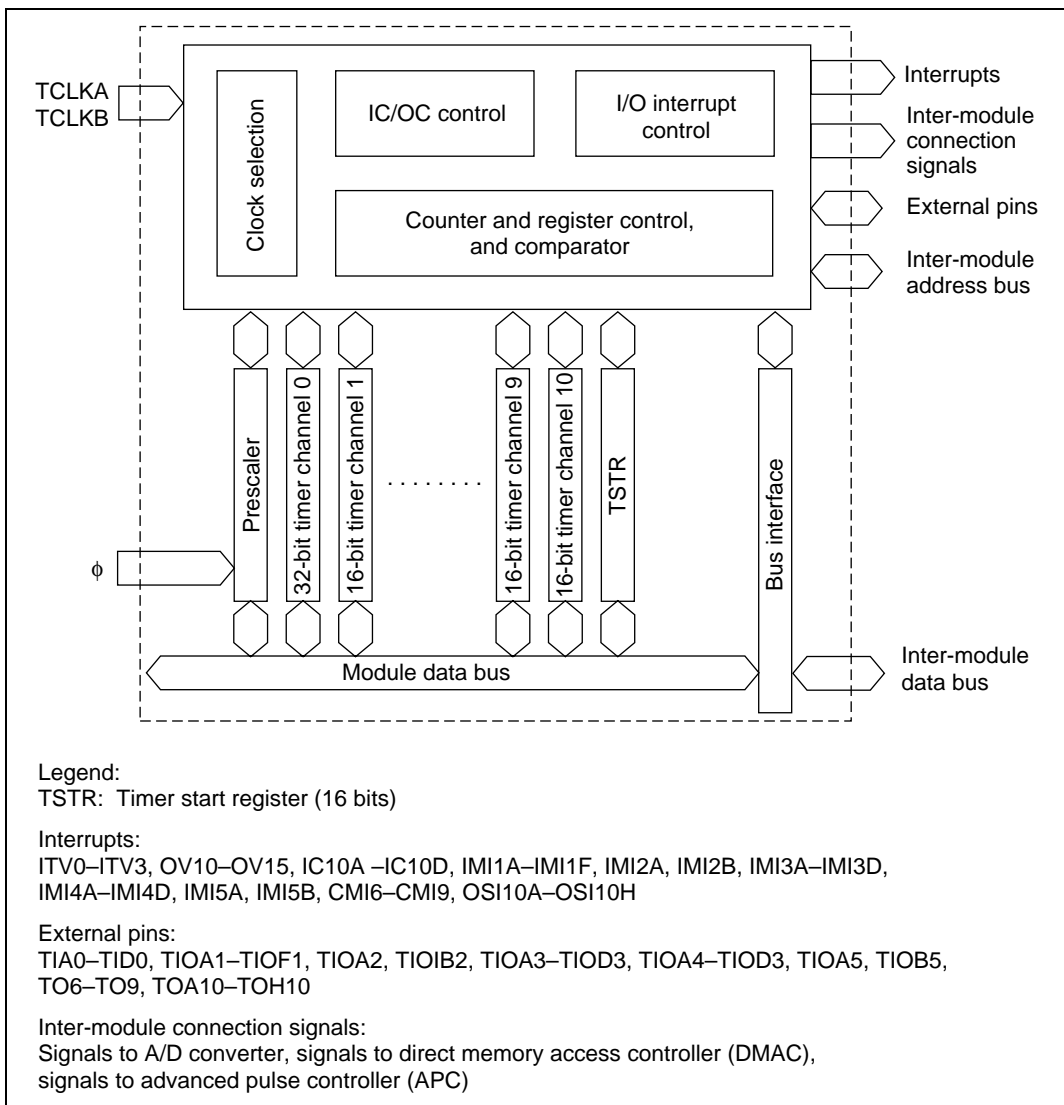 TCLKA
TCLKB
Clock selection
IC/OC control
I/O interrupt
control
Counter and register control,
and comparator
Interrupts
Inter-module
connection
signals
External pins
Inter-module
address bus
Prescaler
32-bit timer channel 0
16-bit timer channel 1
. . . . . . . .
16-bit timer channel 9
16-bit timer channel 10
TSTR
Bus interface
ϕ
Module data bus
Inter-module
data bus
Legend:
TSTR: Timer start register (16 bits)
Interrupts:
ITV0–ITV3, OV10–OV15, IC10A –IC10D, IMI1A–IMI1F, IMI2A, IMI2B, IMI3A–IMI3D,
IMI4A–IMI4D, IMI5A, IMI5B, CMI6–CMI9, OSI10A–OSI10H
External pins:
TIA0–TID0, TIOA1–TIOF1, TIOA2, TIOIB2, TIOA3–TIOD3, TIOA4–TIOD3, TIOA5, TIOB5,
TO6–TO9, TOA10–TOH10
Inter-module connection signals:
Signals to A/D converter, signals to direct memory access controller (DMAC),
signals to advanced pulse controller (APC)